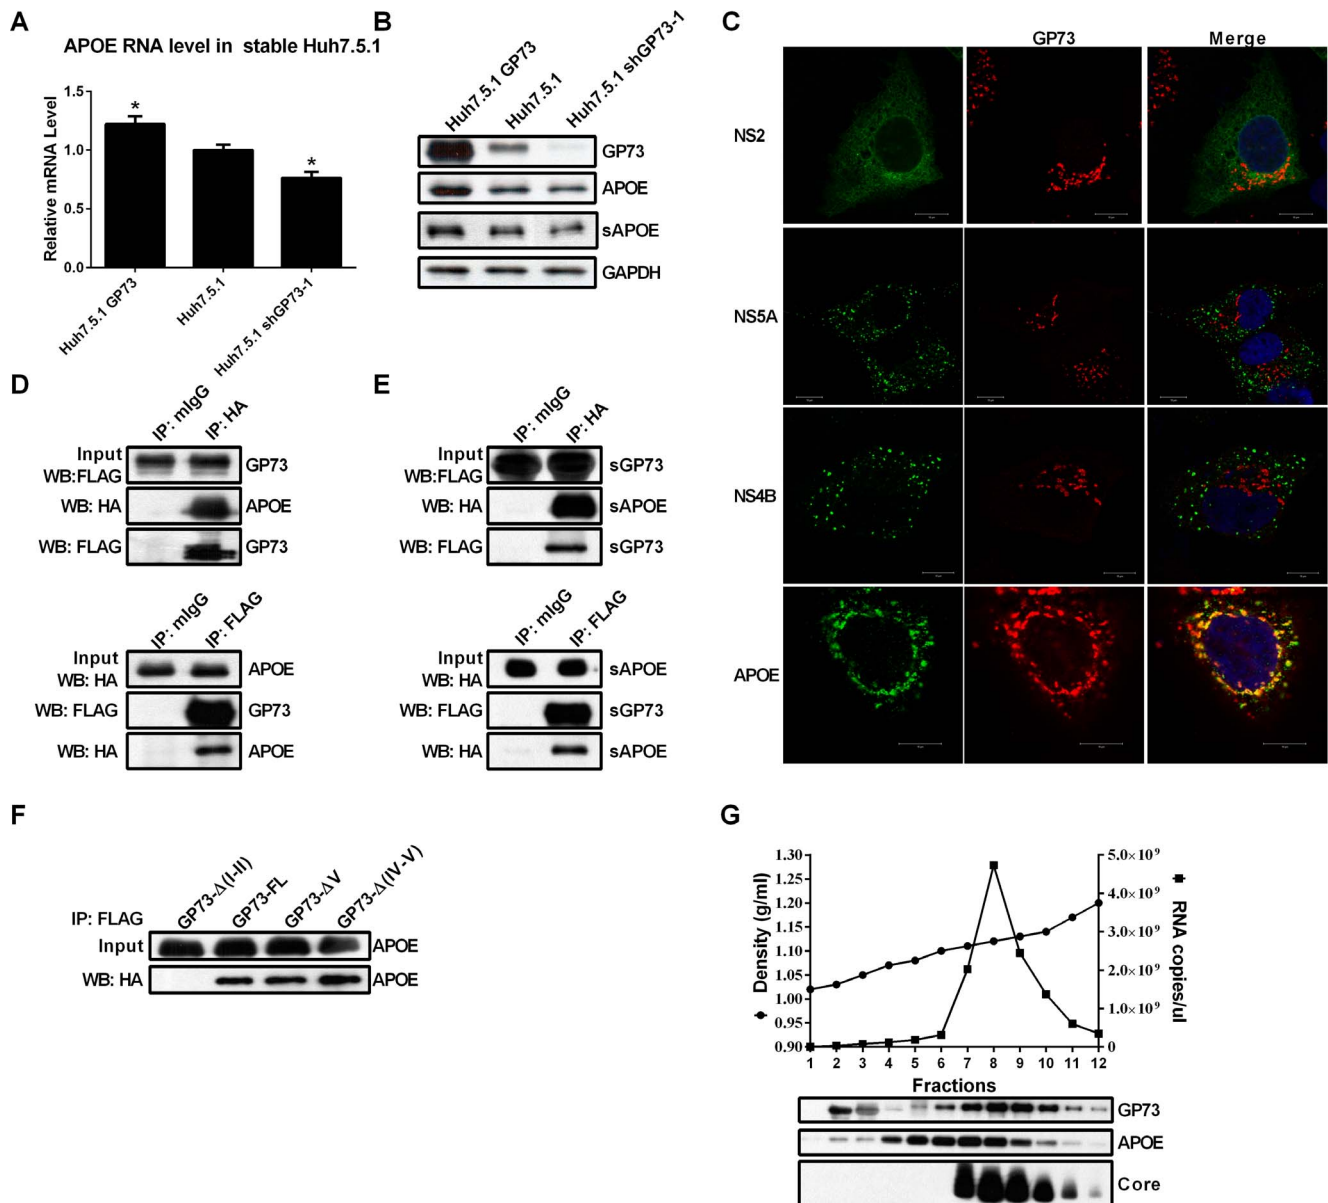 A
APOE RNA level in stable Huh7.5.1
Relative mRNA Level
1.5
1.0
0.5
0.0
*
*
Huh7.5.1 GP73
Huh7.5.1
Huh7.5.1 shGP73-1
B
Huh7.5.1 GP73
Huh7.5.1
Huh7.5.1 shGP73-1
GP73
APOE
sAPOE
GAPDH
C
GP73
Merge
NS2
NS5A
NS4B
APOE
D
IP: mIgG
IP: HA
Input
WB:FLAG
GP73
WB: HA
APOE
WB: FLAG
GP73
IP: mIgG
IP: FLAG
Input
WB: HA
APOE
WB: FLAG
GP73
WB: HA
APOE
E
IP: mIgG
IP: HA
Input
WB:FLAG
sGP73
WB: HA
sAPOE
WB: FLAG
sGP73
IP: mIgG
IP: FLAG
Input
WB: HA
sAPOE
WB: FLAG
sGP73
WB: HA
sAPOE
F
GP73-Δ(I-II)
GP73-FL
GP73-ΔV
GP73-Δ(IV-V)
IP: FLAG
Input
APOE
WB: HA
APOE
G
Density (g/ml)
1.30
1.25
1.20
1.15
1.10
1.05
1.00
0.95
0.90
5.0×10⁹
4.0×10⁹
3.0×10⁹
2.0×10⁹
1.0×10⁹
0
RNA copies/ul
1 2 3 4 5 6 7 8 9 10 11 12
Fractions
GP73
APOE
Core